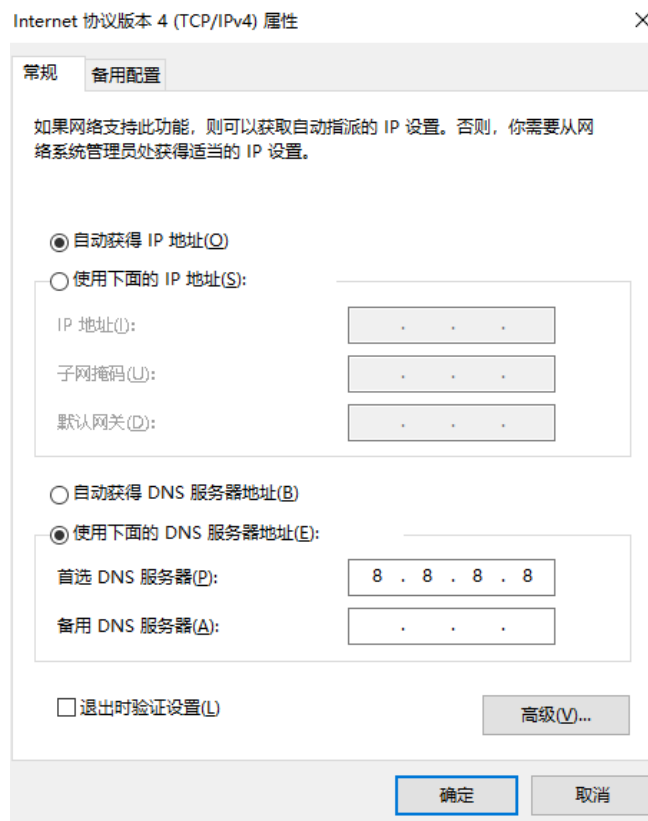 Internet 协议版本 4 (TCP/IPv4) 属性
常规 备用配置
如果网络支持此功能，则可以获取自动指派的 IP 设置。否则，你需要从网
络系统管理员处获得适当的 IP 设置。
自动获得 IP 地址(O)
使用下面的 IP 地址(S):
IP 地址(I): . . .
子网掩码(U): . . .
默认网关(D): . . .
自动获得 DNS 服务器地址(B)
使用下面的 DNS 服务器地址(E):
首选 DNS 服务器(P): 8 . 8 . 8 . 8
备用 DNS 服务器(A): . . .
退出时验证设置(L)
高级(V)...
确定 取消